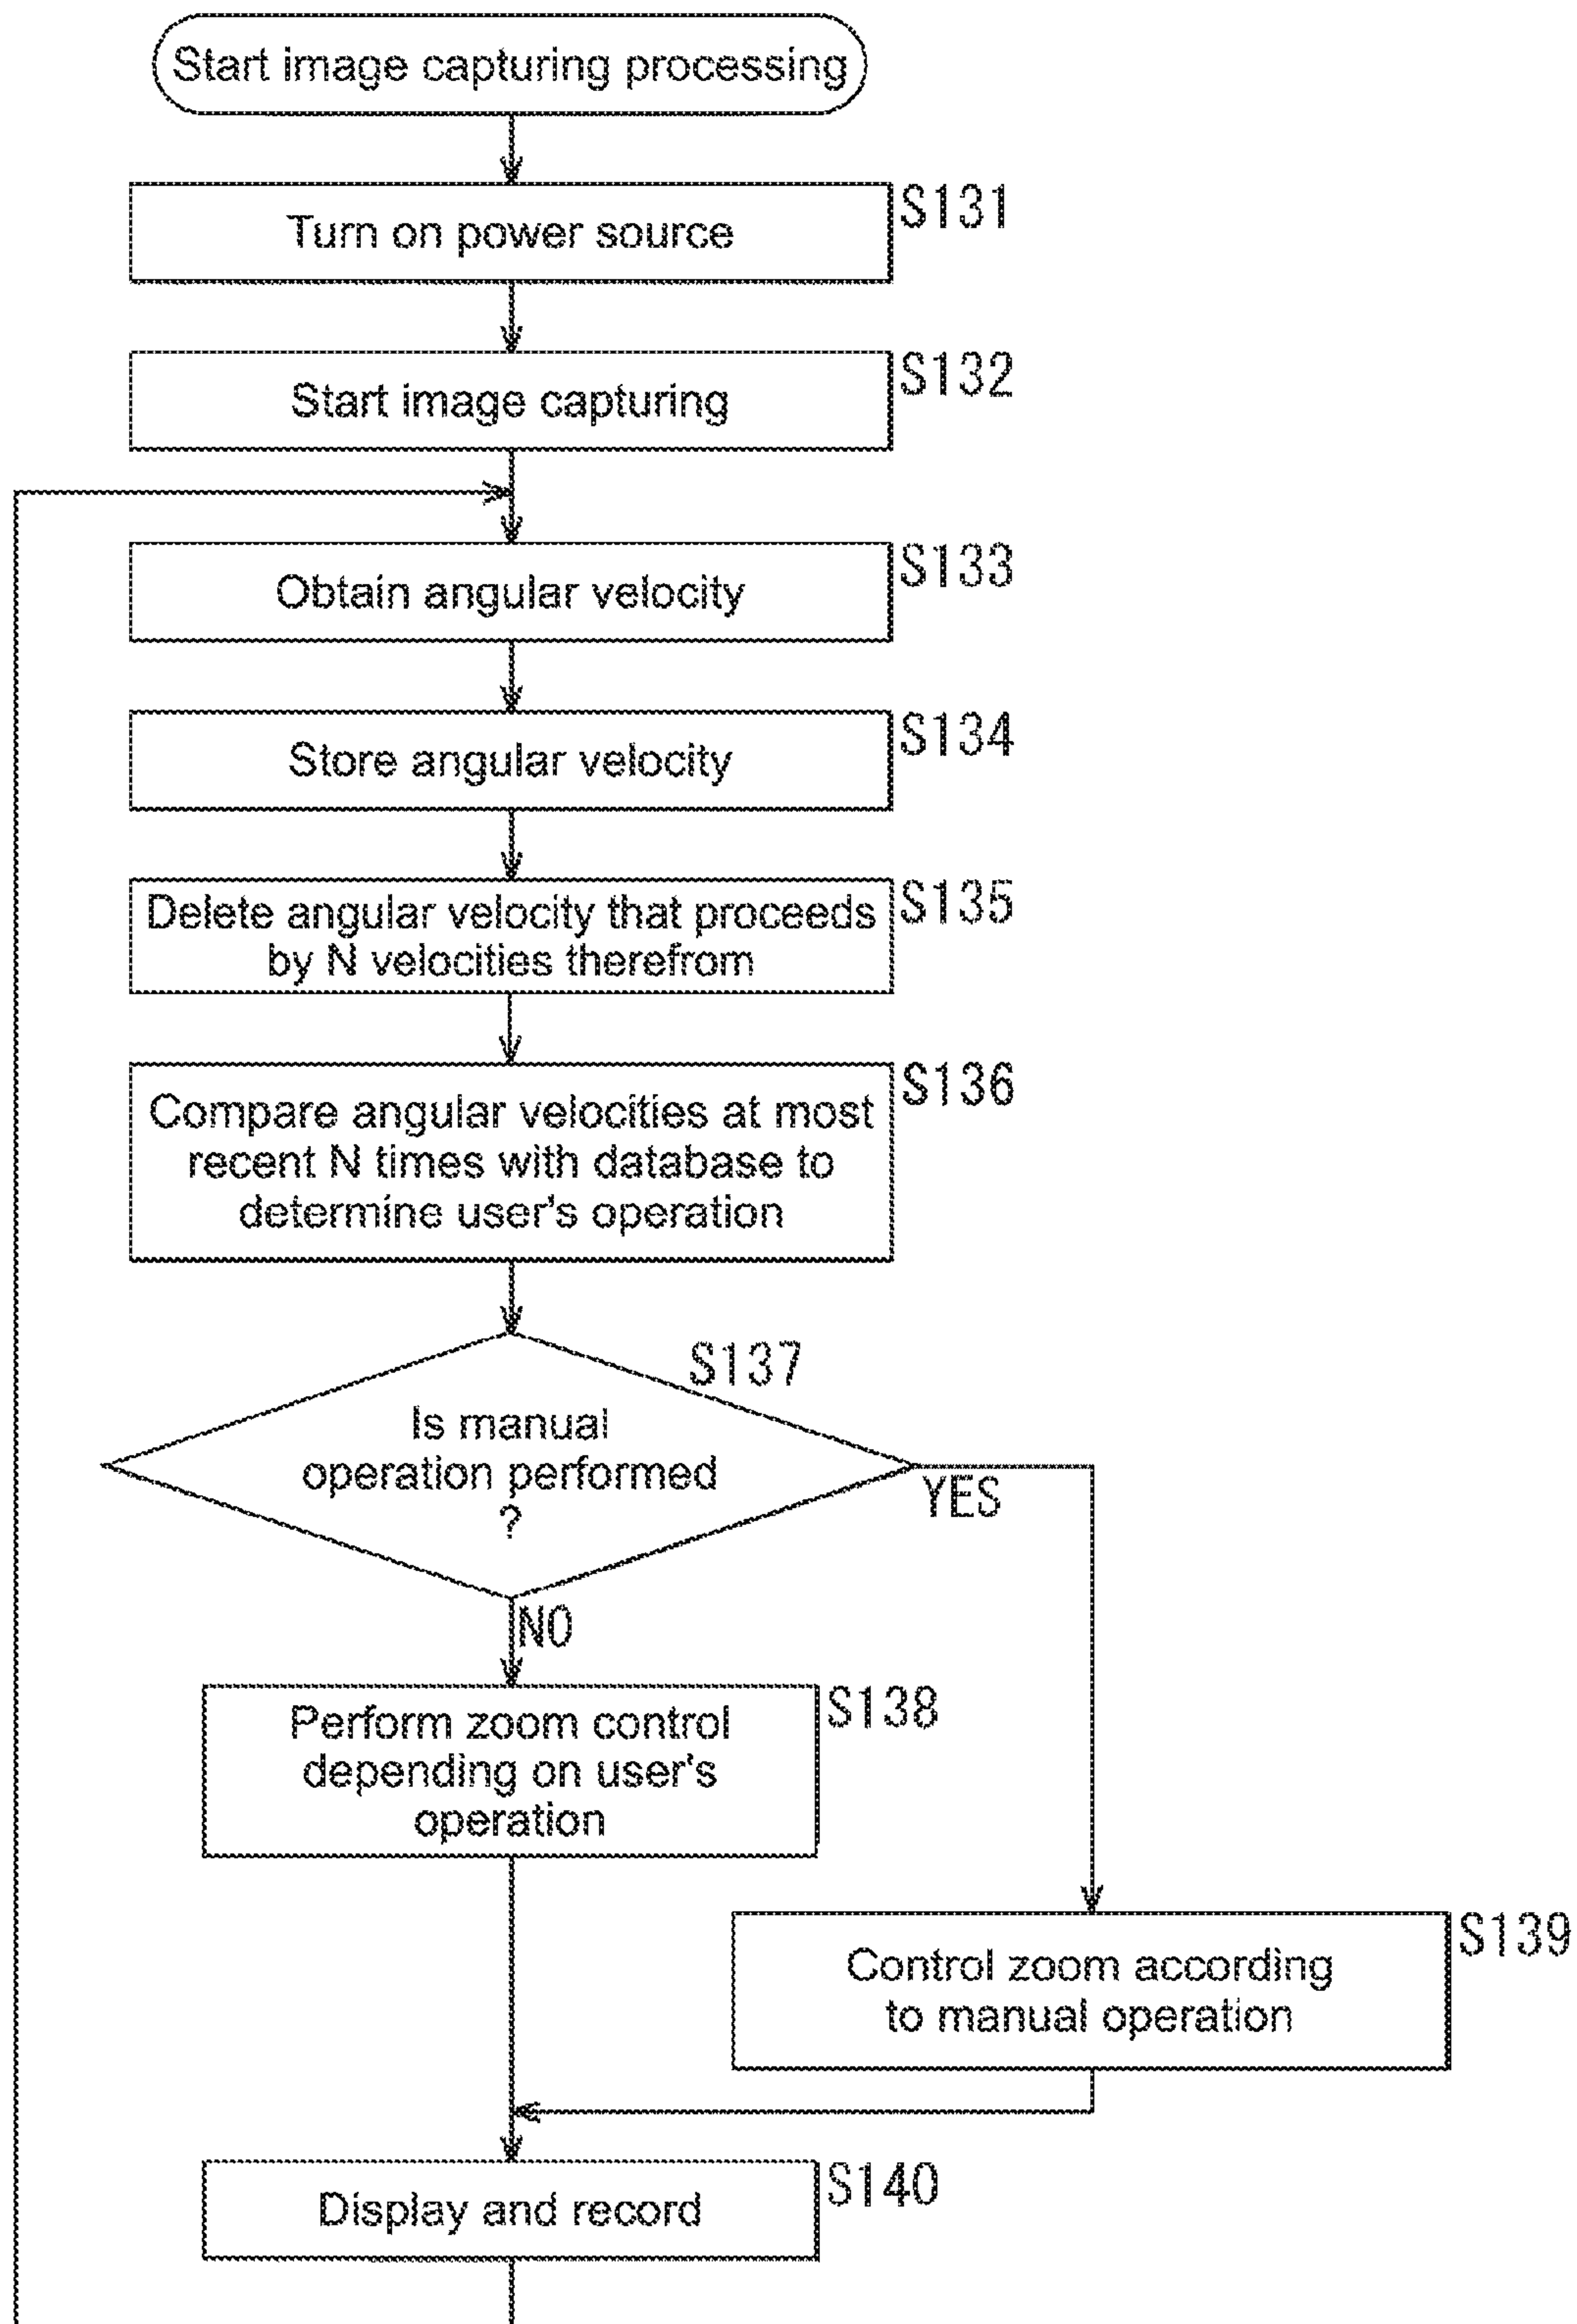 Start image capturing processing
S131
Turn on power source
S132
Start image capturing
S133
Obtain angular velocity
S134
Store angular velocity
S135
Delete angular velocity that proceeds
by N velocities therefrom
S136
Compare angular velocities at most
recent N times with database to
determine user's operation
S137
Is manual
operation performed
?
YES
NO
S138
Perform zoom control
depending on user's
operation
S139
Control zoom according
to manual operation
S140
Display and record